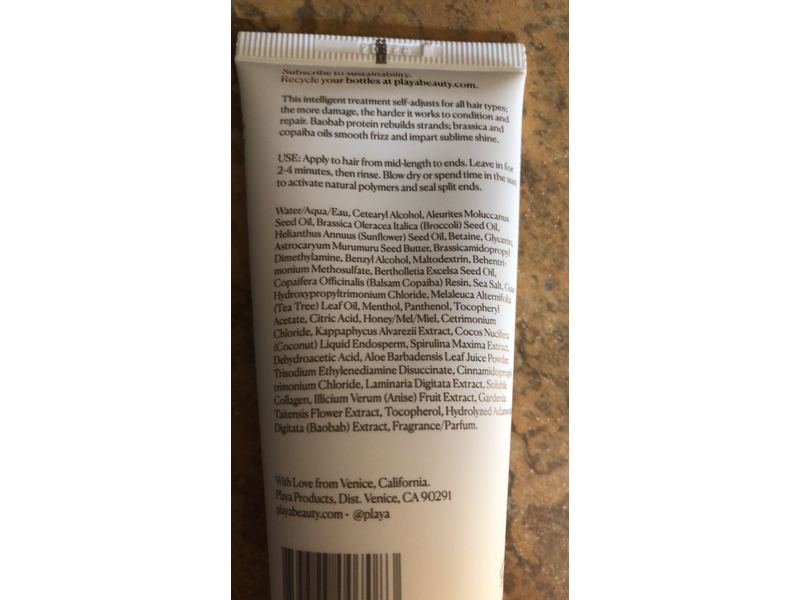 Subscribe to sustainability.
Recycle your bottles at playabeauty.com.
This intelligent treatment self-adjusts for all hair types;
the more damage, the harder it works to condition and
repair. Baobab protein rebuilds strands; brassica and
copaiba oils smooth frizz and impart sublime shine.
USE: Apply to hair from mid-length to ends. Leave in for
2-4 minutes, then rinse. Blow dry or spend time in the sun
to activate natural polymers and seal split ends.
Water/Aqua/Eau, Cetearyl Alcohol, Aleurites Moluccanus
Seed Oil, Brassica Oleracea Italica (Broccoli) Seed Oil,
Helianthus Annuus (Sunflower) Seed Oil, Betaine, Glycerin,
Astrocaryum Murumuru Seed Butter, Brassicamidopropyl
Dimethylamine, Benzyl Alcohol, Maltodextrin, Behentri-
monium Methosulfate, Bertholletia Excelsa Seed Oil,
Copaifera Officinalis (Balsam Copaiba) Resin, Sea Salt, Guar
Hydroxypropyltrimonium Chloride, Melaleuca Alternifolia
(Tea Tree) Leaf Oil, Menthol, Panthenol, Tocopheryl
Acetate, Citric Acid, Honey/Mel/Miel, Cetrimonium
Chloride, Kappaphycus Alvarezii Extract, Cocos Nucifera
(Coconut) Liquid Endosperm, Spirulina Maxima Extract,
Dehydroacetic Acid, Aloe Barbadensis Leaf Juice Powder,
Trisodium Ethylenediamine Disuccinate, Cinnamidopropyl
trimonium Chloride, Laminaria Digitata Extract, Soluble
Collagen, Illicium Verum (Anise) Fruit Extract, Gardenia
Taitensis Flower Extract, Tocopherol, Hydrolyzed Adansonia
Digitata (Baobab) Extract, Fragrance/Parfum.
With Love from Venice, California.
Playa Products, Dist. Venice, CA 90291
playabeauty.com • @playa